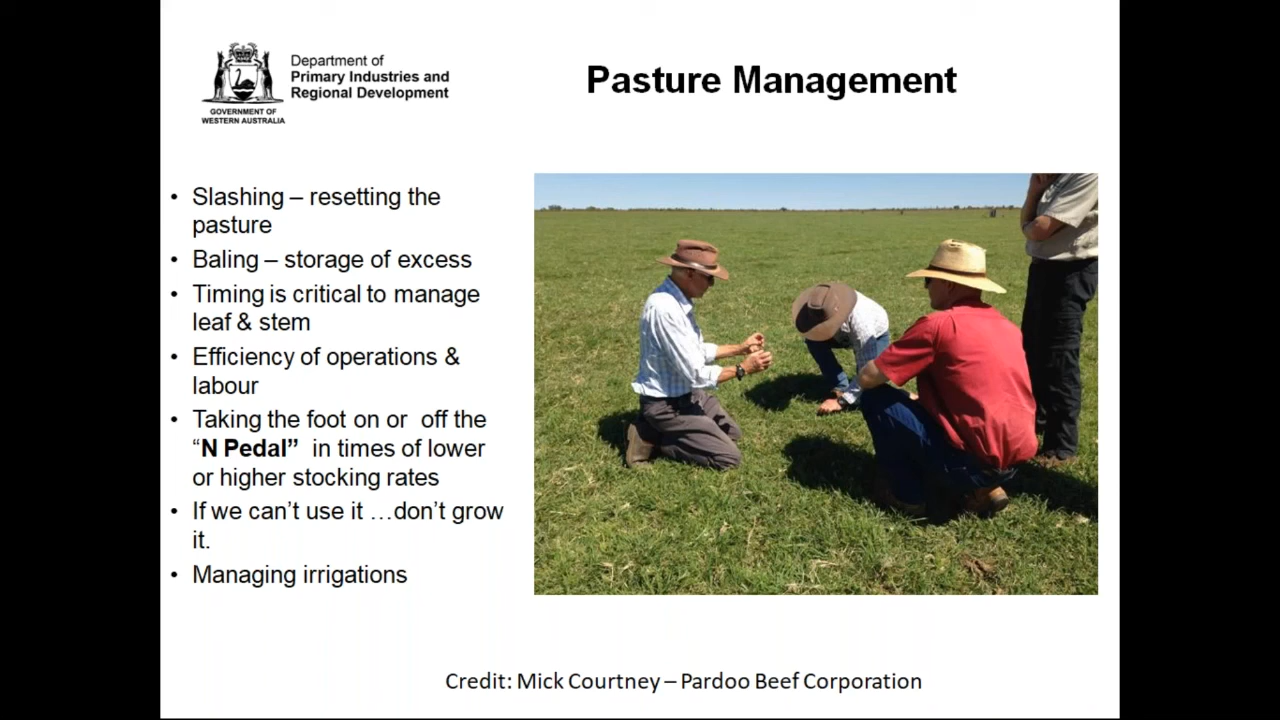 Department of
Primary Industries and
Regional Development
GOVERNMENT OF
WESTERN AUSTRALIA
Pasture Management
• Slashing – resetting the
pasture
• Baling – storage of excess
• Timing is critical to manage
leaf & stem
• Efficiency of operations &
labour
• Taking the foot on or off the
“N Pedal” in times of lower
or higher stocking rates
• If we can’t use it …don’t grow
it.
• Managing irrigations
Credit: Mick Courtney – Pardoo Beef Corporation